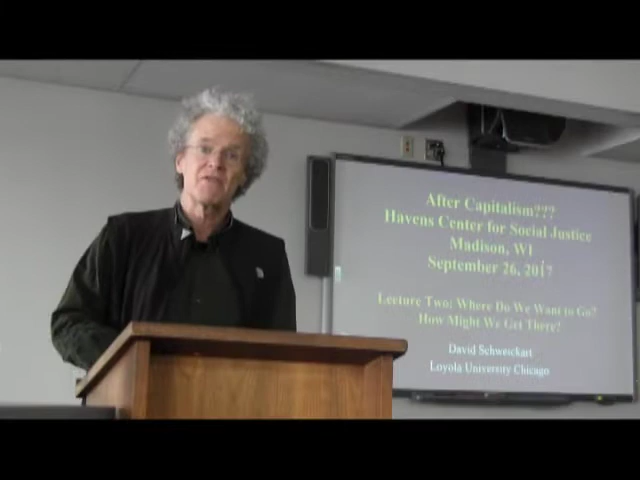 After Capitalism???
Havens Center for Social Justice
Madison, WI
September 26, 2017
Lecture Two: Where Do We Want to Go?
How Might We Get There?
David Schweickart
Loyola University Chicago